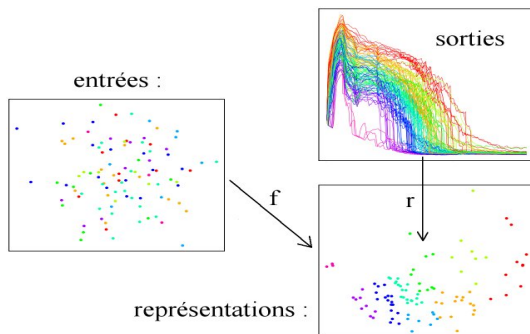 sorties
entrées :
f
r
représentations :